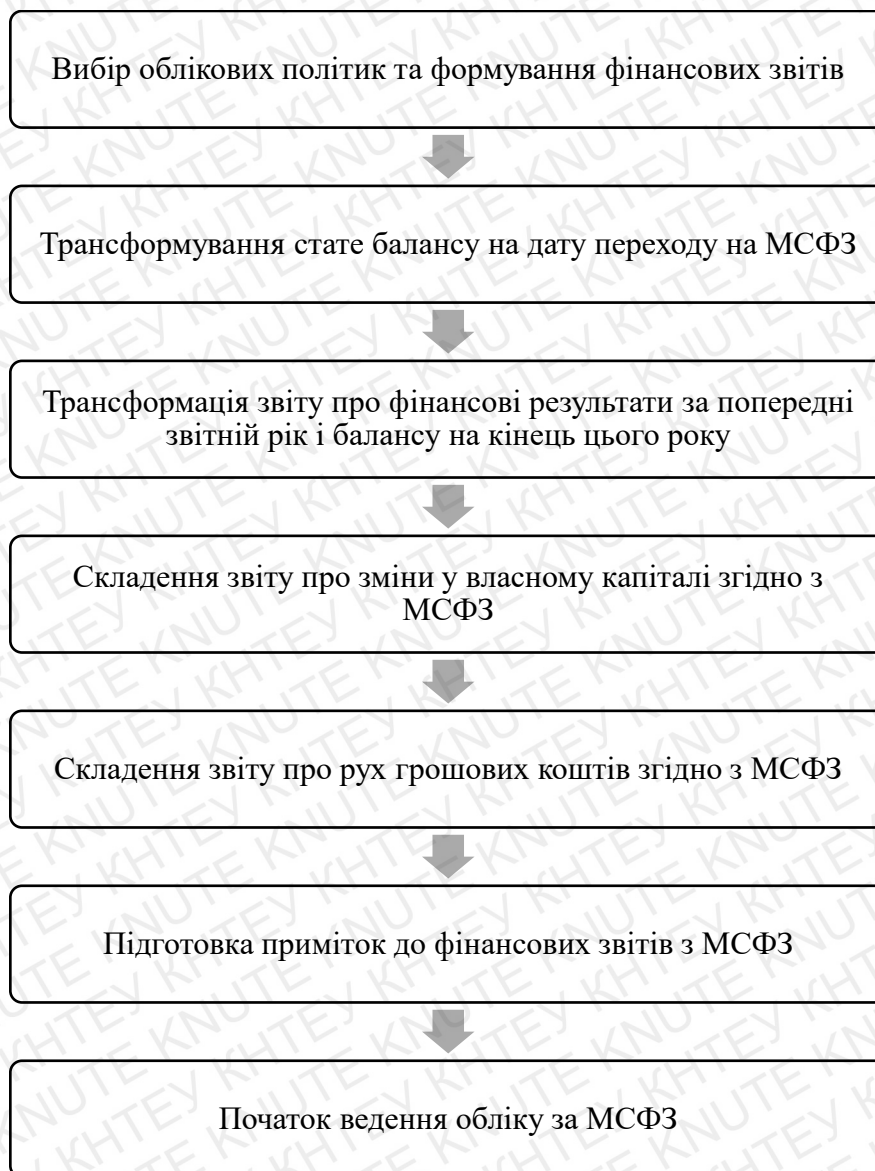 Вибір облікових політик та формування фінансових звітів
Трансформування стате балансу на дату переходу на МСФЗ
Трансформація звіту про фінансові результати за попередні
звітній рік і балансу на кінець цього року
Складення звіту про зміни у власному капіталі згідно з
МСФЗ
Складення звіту про рух грошових коштів згідно з МСФЗ
Підготовка приміток до фінансових звітів з МСФЗ
Початок ведення обліку за МСФЗ